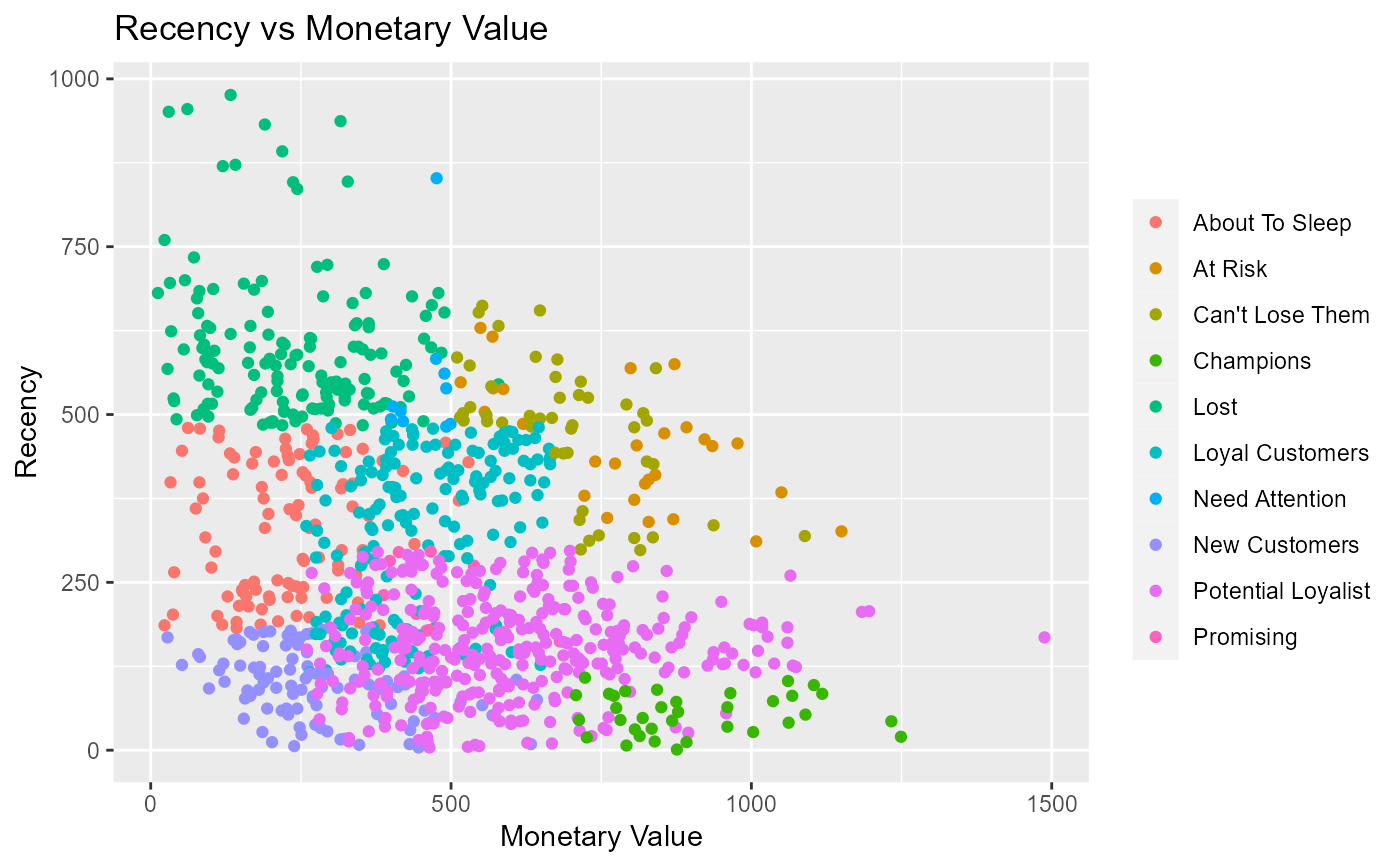 Recency vs Monetary Value
1000
750
500
250
0
Recency
0
500
1000
1500
Monetary Value
About To Sleep
At Risk
Can't Lose Them
Champions
Lost
Loyal Customers
Need Attention
New Customers
Potential Loyalist
Promising